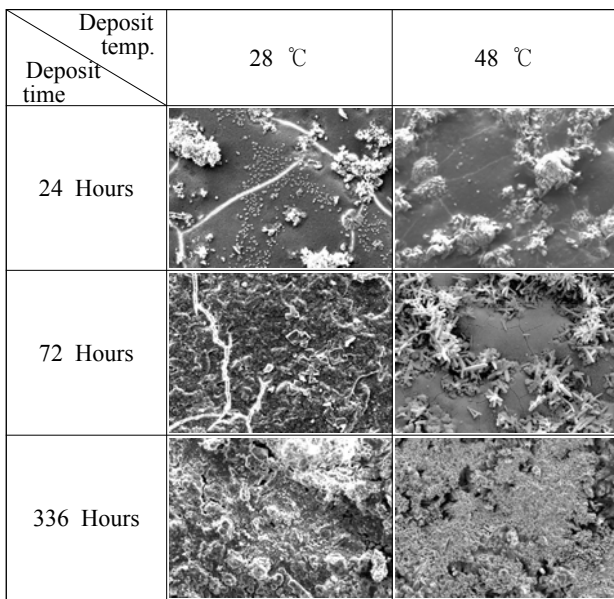 Deposit
temp.
Deposit
time
28 ℃
48 ℃
24 Hours
72 Hours
336 Hours